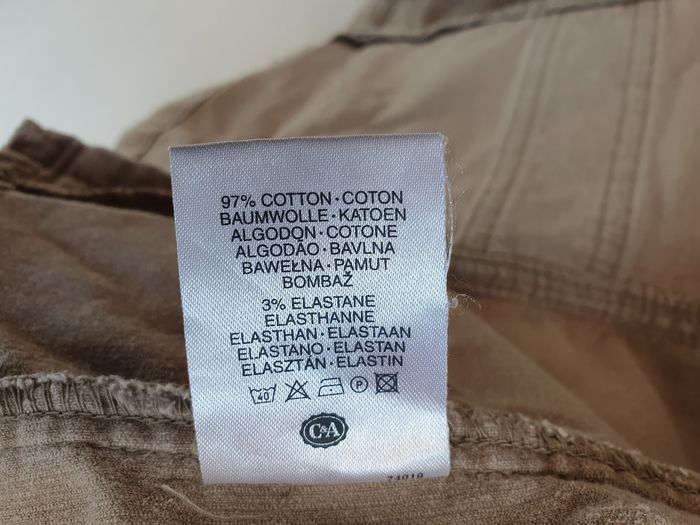 97% COTTON·COTON
BAUMWOLLE·KATOEN
ALGODON·COTONE
ALGODÃO·BAVLNA
BAWEŁNA·PAMUT
BOMBAŽ
3% ELASTANE
ELASTHANNE
ELASTHAN·ELASTAAN
ELASTANO·ELASTAN
ELASZTÁN·ELASTIN
40 P
C&A